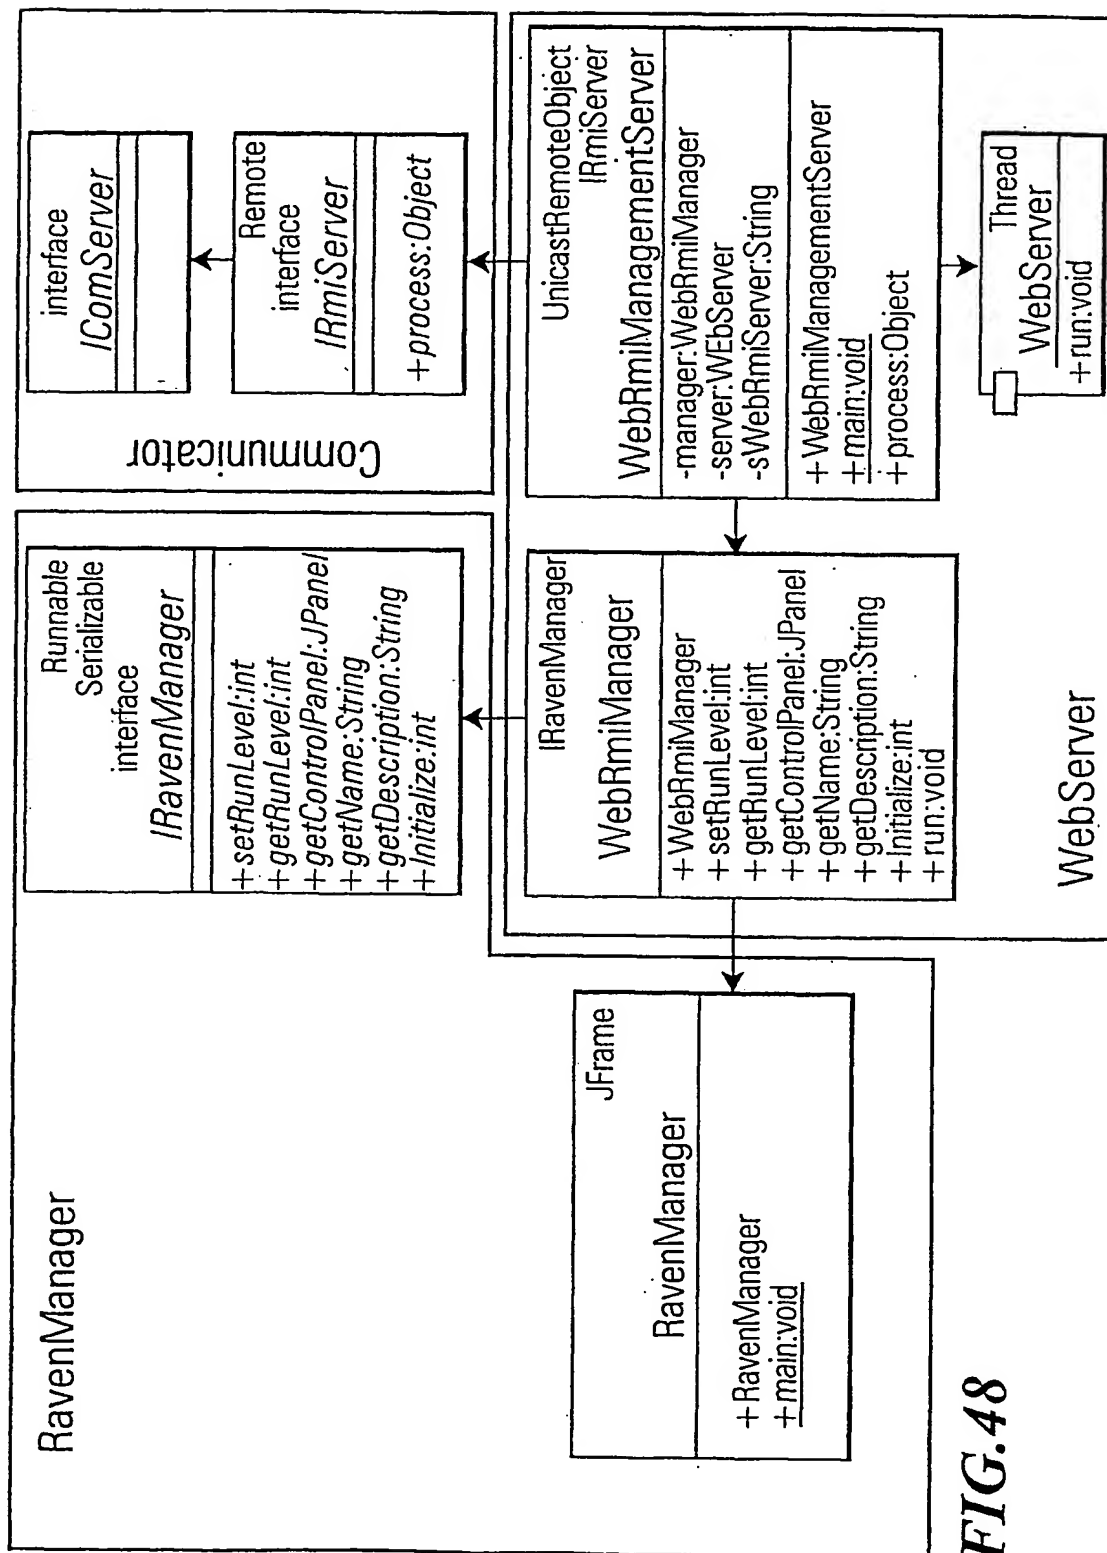 RavenManager
Runnable
Serializable
interface
IRavenManager
+setRunLevel:int
+getRunLevel:int
+getControlPanel:JPanel
+getName:String
+getDescription:String
+Initialize:int
JFrame
RavenManager
+RavenManager
+main:void
Communicator
interface
IComServer
Remote
interface
IRmiServer
+process:Object
IRavenManager
WebRmiManager
+WebRmiManager
+setRunLevel:int
+getRunLevel:int
+getControlPanel:JPanel
+getName:String
+getDescription:String
+Initialize:int
+run:void
UnicastRemoteObject
IRmiServer
WebRmiManagementServer
-manager:WebRmiManager
-server:WEbServer
-sWebRmiServer:String
+WebRmiManagementServer
+main:void
+process:Object
Thread
WebServer
+run:void
WebServer
FIG.48